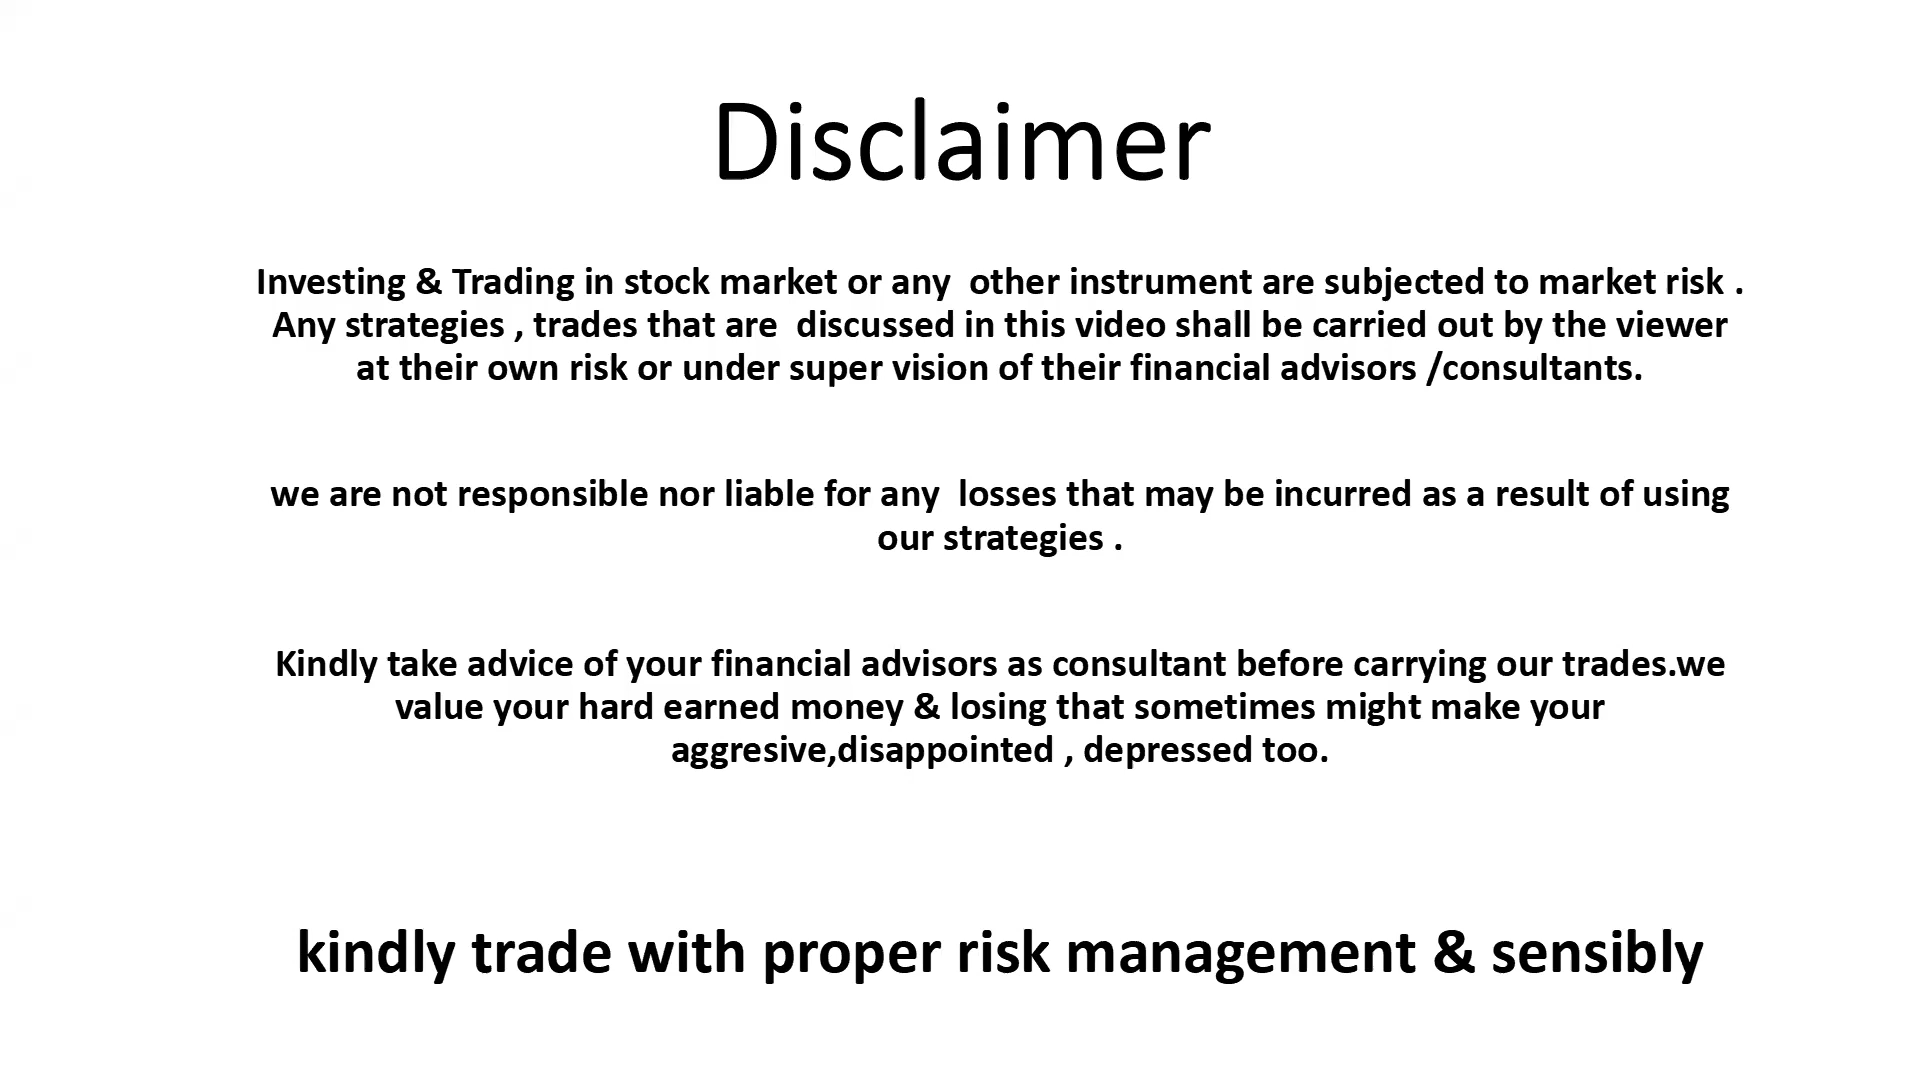 Disclaimer
Investing & Trading in stock market or any  other instrument are subjected to market risk .
Any strategies , trades that are  discussed in this video shall be carried out by the viewer
at their own risk or under super vision of their financial advisors /consultants.
we are not responsible nor liable for any  losses that may be incurred as a result of using
our strategies .
Kindly take advice of your financial advisors as consultant before carrying our trades.we
value your hard earned money & losing that sometimes might make your
aggresive,disappointed , depressed too.
kindly trade with proper risk management & sensibly